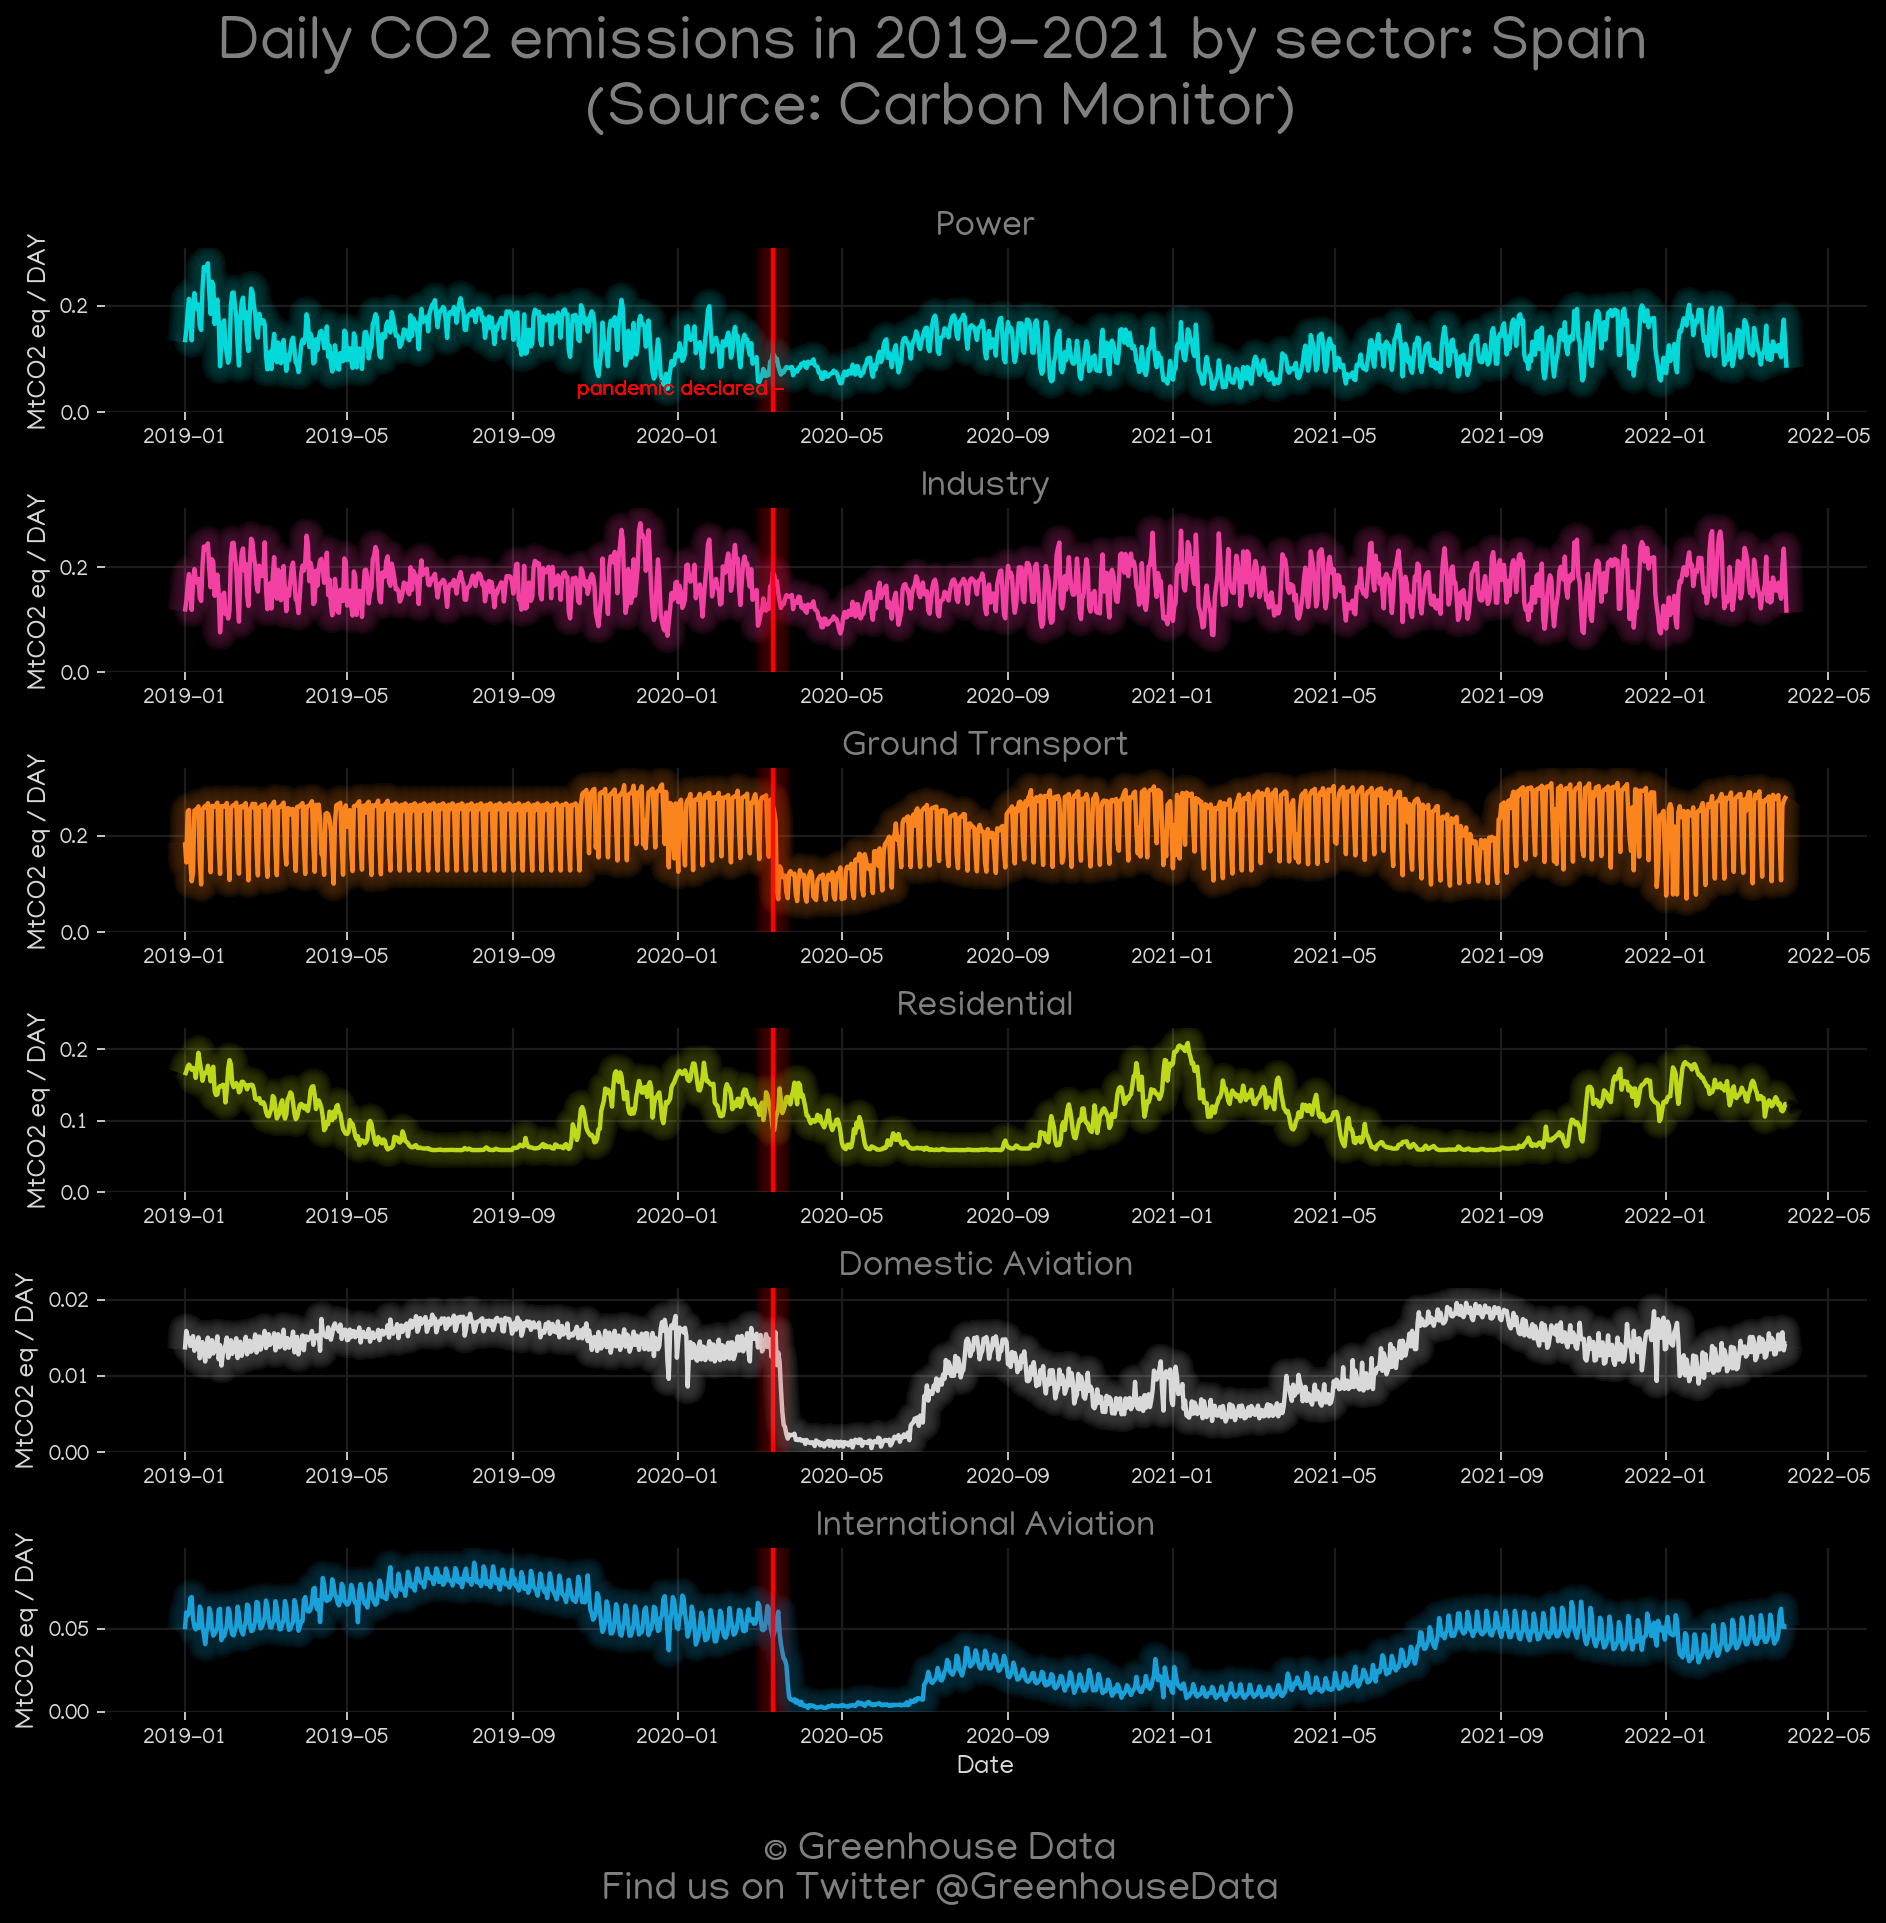 Daily CO2 emissions in 2019-2021 by sector: Spain
(Source: Carbon Monitor)
Power
MtCO2 eq / DAY
0.2
0.0
pandemic declared
2019-01 2019-05 2019-09 2020-01 2020-05 2020-09 2021-01 2021-05 2021-09 2022-01 2022-05
Industry
MtCO2 eq / DAY
0.2
0.0
2019-01 2019-05 2019-09 2020-01 2020-05 2020-09 2021-01 2021-05 2021-09 2022-01 2022-05
Ground Transport
MtCO2 eq / DAY
0.2
0.0
2019-01 2019-05 2019-09 2020-01 2020-05 2020-09 2021-01 2021-05 2021-09 2022-01 2022-05
Residential
MtCO2 eq / DAY
0.2
0.1
0.0
2019-01 2019-05 2019-09 2020-01 2020-05 2020-09 2021-01 2021-05 2021-09 2022-01 2022-05
Domestic Aviation
MtCO2 eq / DAY
0.02
0.01
0.00
2019-01 2019-05 2019-09 2020-01 2020-05 2020-09 2021-01 2021-05 2021-09 2022-01 2022-05
International Aviation
MtCO2 eq / DAY
0.05
0.00
2019-01 2019-05 2019-09 2020-01 2020-05 2020-09 2021-01 2021-05 2021-09 2022-01 2022-05
Date
© Greenhouse Data
Find us on Twitter @GreenhouseData